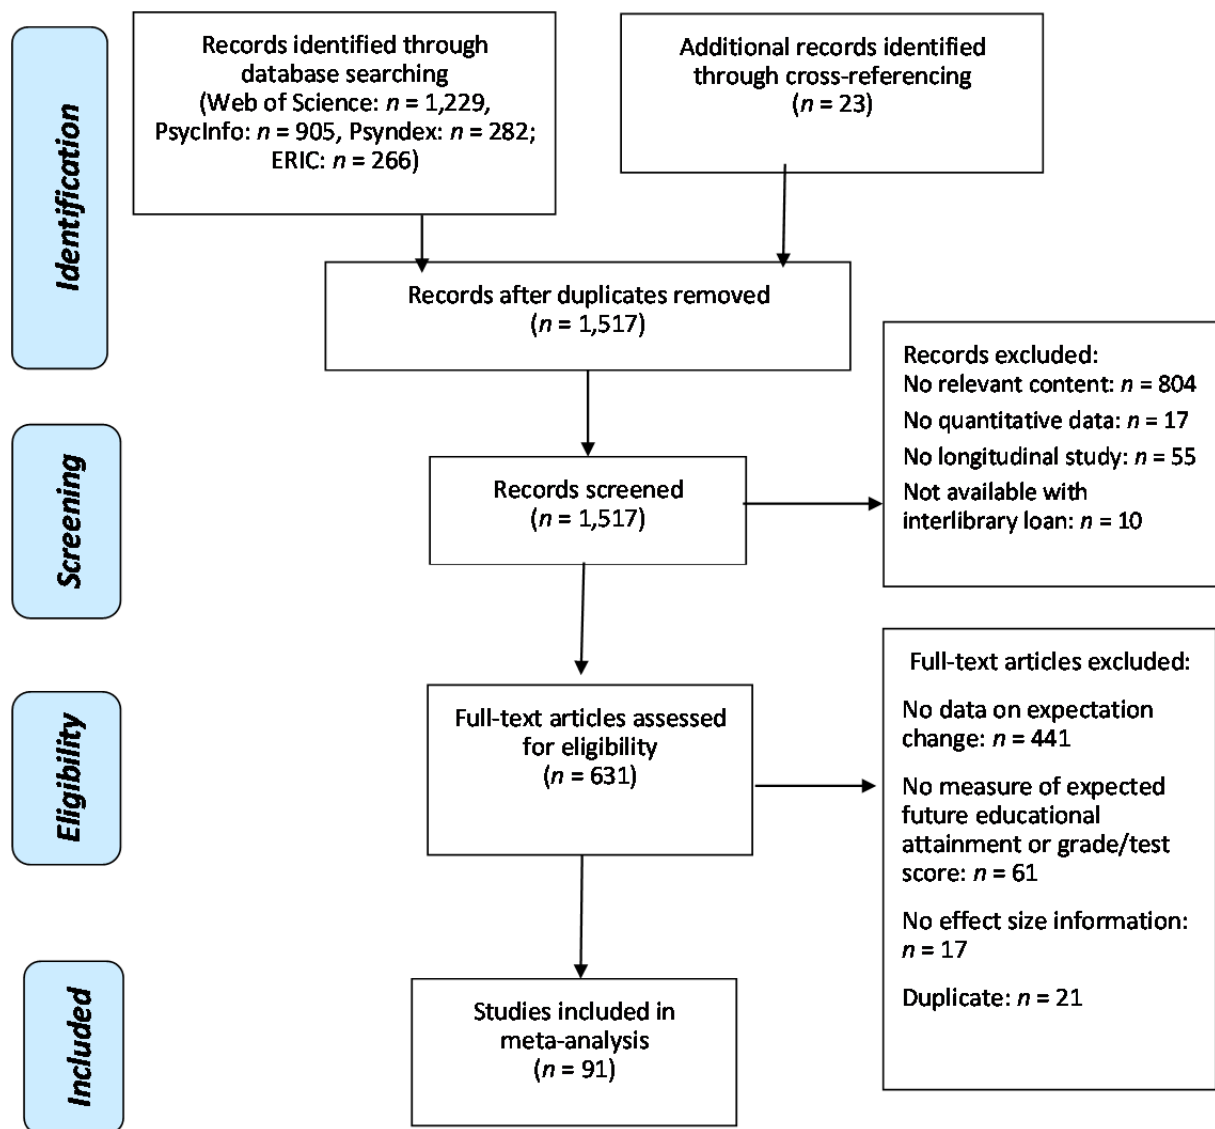 Identification
Records identified through
database searching
(Web of Science: n = 1,229,
PsycInfo: n = 905, Psyndex: n = 282;
ERIC: n = 266)
Additional records identified
through cross-referencing
(n = 23)
Records after duplicates removed
(n = 1,517)
Screening
Records screened
(n = 1,517)
Records excluded:
No relevant content: n = 804
No quantitative data: n = 17
No longitudinal study: n = 55
Not available with
interlibrary loan: n = 10
Eligibility
Full-text articles assessed
for eligibility
(n = 631)
Full-text articles excluded:
No data on expectation
change: n = 441
No measure of expected
future educational
attainment or grade/test
score: n = 61
No effect size information:
n = 17
Duplicate: n = 21
Included
Studies included in
meta-analysis
(n = 91)